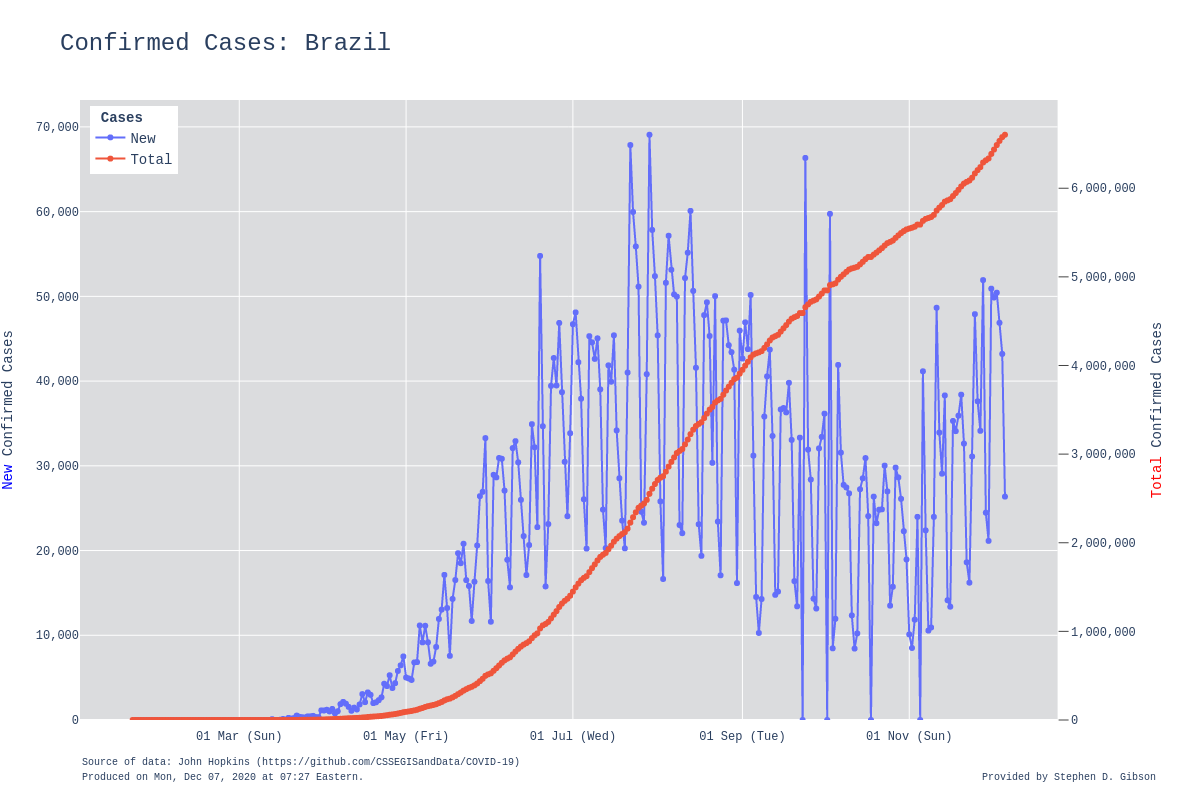 Confirmed Cases: Brazil
Cases
New
Total
70,000
60,000
50,000
40,000
30,000
20,000
10,000
0
New Confirmed Cases
6,000,000
5,000,000
4,000,000
3,000,000
2,000,000
1,000,000
0
Total Confirmed Cases
01 Mar (Sun) 01 May (Fri) 01 Jul (Wed) 01 Sep (Tue) 01 Nov (Sun)
Source of data: John Hopkins (https://github.com/CSSEGISandData/COVID-19)
Produced on Mon, Dec 07, 2020 at 07:27 Eastern.
Provided by Stephen D. Gibson